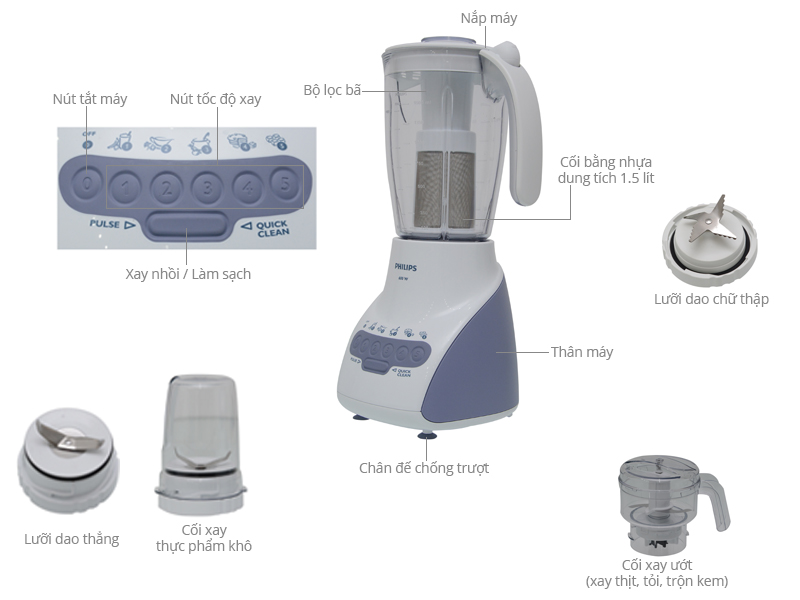 Nắp máy
Nút tắt máy
Nút tốc độ xay
Bộ lọc bã
OFF
0 1 2 3 4 5
PULSE
QUICK
CLEAN
Xay nhồi / Làm sạch
Cối bằng nhựa
dung tích 1.5 lít
PHILIPS
Lưỡi dao chữ thập
Thân máy
PULSE
QUICK
CLEAN
Chân đế chống trượt
Lưỡi dao thẳng
Cối xay
thực phẩm khô
Cối xay ướt
(xay thịt, tỏi, trộn kem)